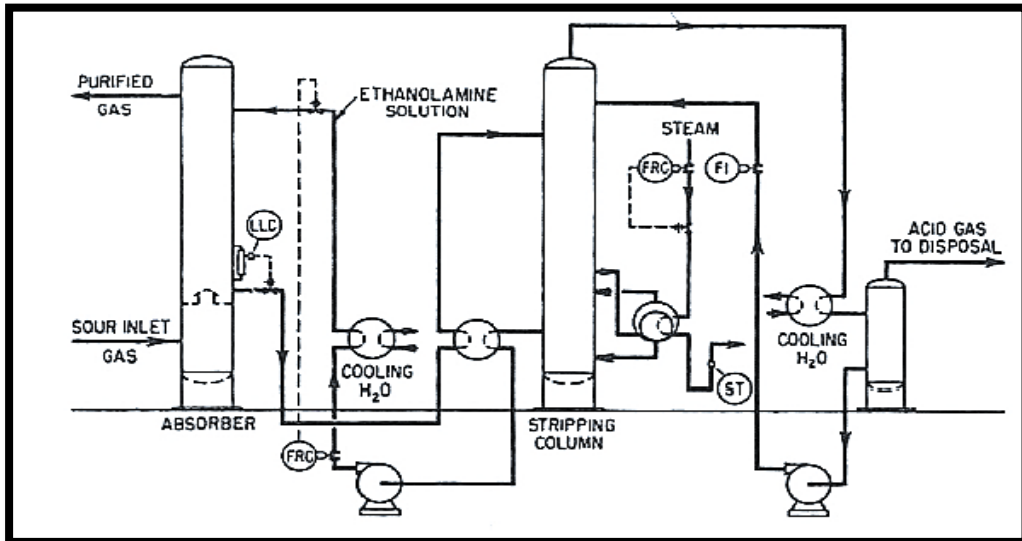 PURIFIED
GAS
ETHANOLAMINE
SOLUTION
STEAM
FRC
FI
LLC
ACID GAS
TO DISPOSAL
SOUR INLET
GAS
COOLING
H₂O
COOLING
H₂O
ST
ABSORBER
STRIPPING
COLUMN
FRC